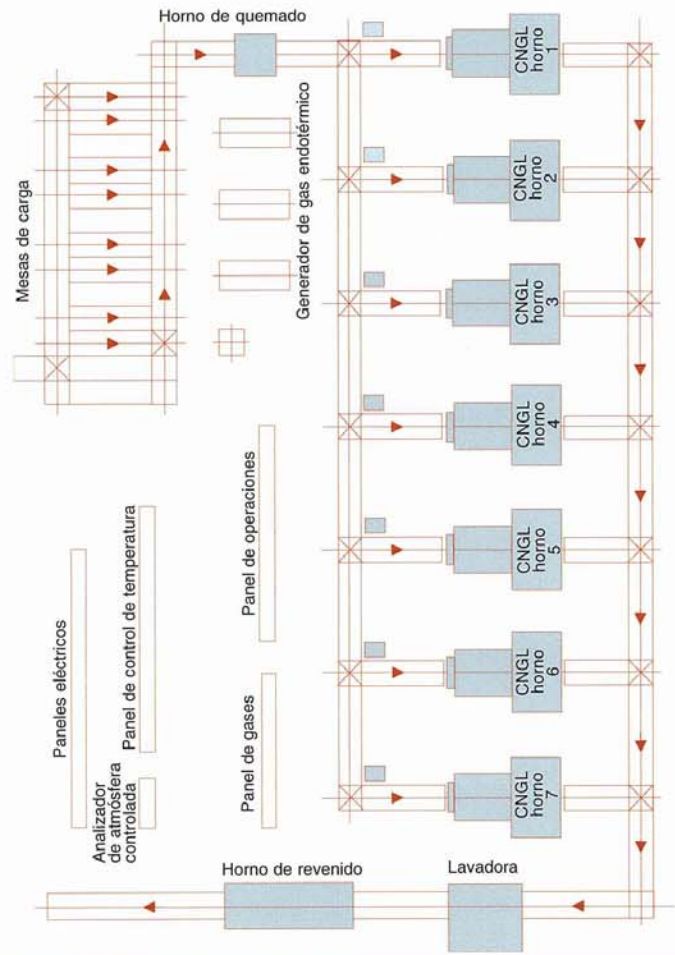 Horno de quemado
Mesas de carga
Generador de gas endotérmico
CNGL
horno
1
CNGL
horno
2
CNGL
horno
3
CNGL
horno
4
CNGL
horno
5
CNGL
horno
6
CNGL
horno
7
Panel de operaciones
Panel de control de temperatura
Paneles eléctricos
Panel de gases
Analizador
de atmósfera
controlada
Horno de revenido
Lavadora